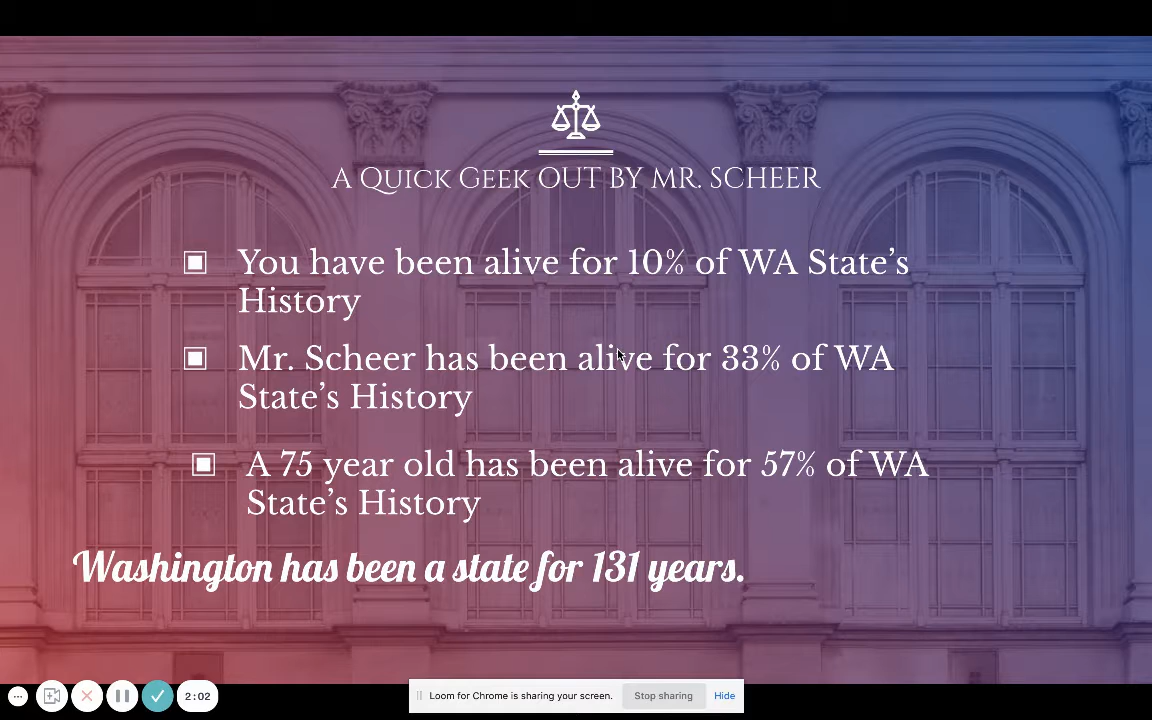 A Quick Geek OUT BY MR. SCHEER
You have been alive for 10% of WA State's
History
Mr. Scheer has been alive for 33% of WA
State's History
A 75 year old has been alive for 57% of WA
State's History
Washington has been a state for 131 years.
2:02
Loom for Chrome is sharing your screen.
Stop sharing
Hide